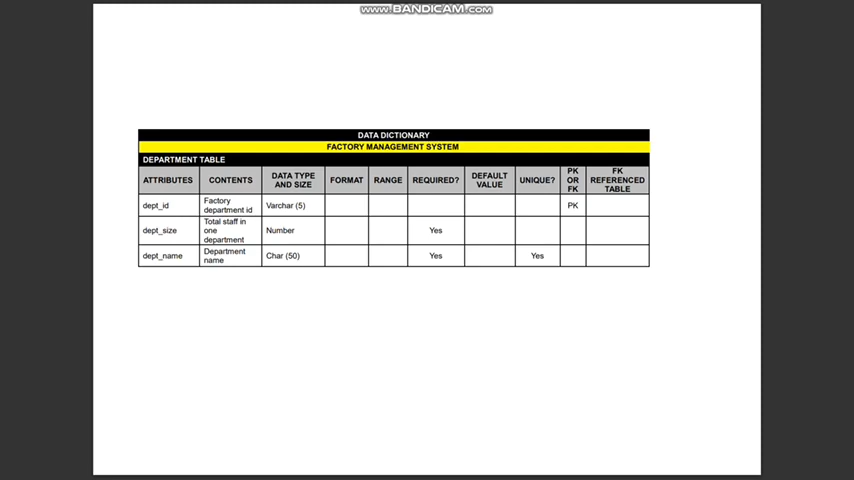 WWW.BANDICAM.COM
DATA DICTIONARY
FACTORY MANAGEMENT SYSTEM
DEPARTMENT TABLE
ATTRIBUTES CONTENTS DATA TYPE AND SIZE FORMAT RANGE REQUIRED? DEFAULT VALUE UNIQUE? PK OR FK FK REFERENCED TABLE
dept_id Factory department id Varchar (5) PK
dept_size Total staff in one department Number Yes
dept_name Department name Char (50) Yes Yes